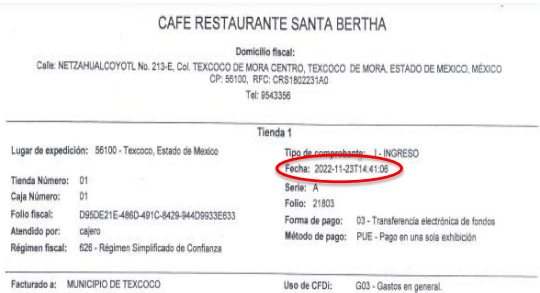 CAFE RESTAURANTE SANTA BERTHA
Domicilio fiscal:
Calle: NETZAHUALCOYOTL No. 213-E, Col. TEXCOCO DE MORA CENTRO, TEXCOCO DE MORA, ESTADO DE MEXICO, MÉXICO
CP: 56100, RFC: CRS1802231A0
Tel: 9543356
Tienda 1
Lugar de expedición: 56100 - Texcoco, Estado de Mexico
Tipo de comprobante: I - INGRESO
Fecha: 2022-11-23T14:41:06
Tienda Número: 01
Serie: A
Caja Número: 01
Folio: 21803
Folio fiscal: D95DE21E-486D-491C-8429-944D9933E633
Forma de pago: 03 - Transferencia electrónica de fondos
Atendido por: cajero
Método de pago: PUE - Pago en una sola exhibición
Régimen fiscal: 626 - Régimen Simplificado de Confianza
Facturado a: MUNICIPIO DE TEXCOCO
Uso de CFDi: G03 - Gastos en general.